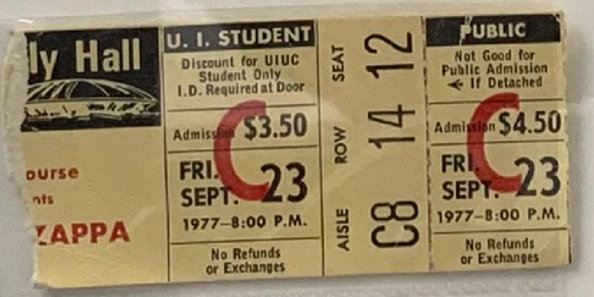 ly Hall
ourse
nts
ZAPPA
U. I. STUDENT
Discount for UIUC
Student Only
I.D. Required at Door
Admission $3.50
C
FRI.
SEPT. 23
1977-8:00 P.M.
No Refunds
or Exchanges
AISLE ROW SEAT
C8 14 12
PUBLIC
Not Good for
Public Admission
← If Detached
Admission $4.50
C
FRI.
SEPT. 23
1977-8:00 P.M.
No Refunds
or Exchanges